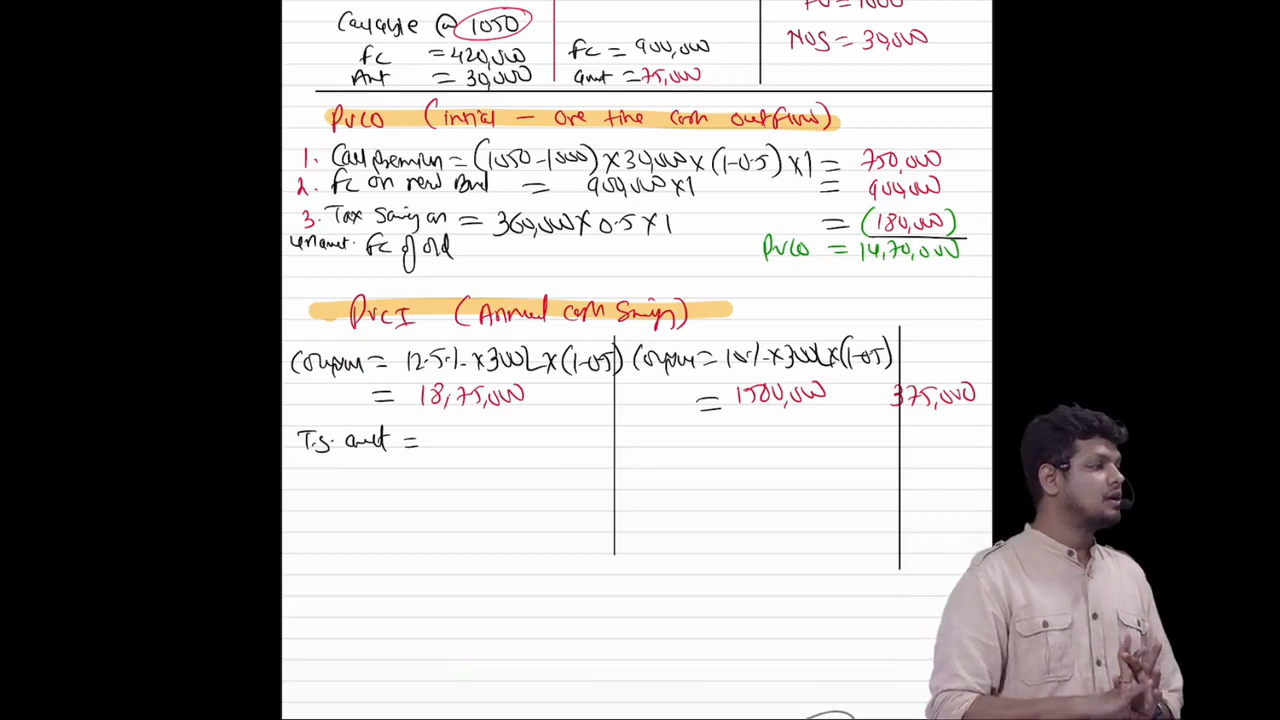 Callable @ 1050
fc = 420,000
Amt = 30,000
fc = 900,000
amt = 75,000
FV = 1000
NOS = 30,000
PVCO (initial - one time cash outflow)
1. Call premium = (1050-1000) × 30,000 × (1-0.5) × 1 = 750,000
2. fc on new Bond = 900,000 × 1 = 900,000
3. Tax Saving on = 360,000 × 0.5 × 1 = (180,000)
unamt. fc of old PVCO = 14,70,000
PVCI (Annual cash Savings)
Coupon = 12.5% × 300L × (1-0.5)
= 18,75,000
Coupon = 10% × 300L × (1-0.5)
= 1500,000 375,000
T.S. amt =